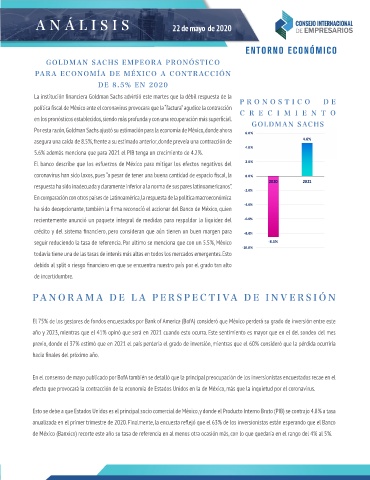 ANÁLISIS
22 de mayo de 2020
CONSEJO INTERNACIONAL
DE EMPRESARIOS
ENTORNO ECONÓMICO
GOLDMAN SACHS EMPEORA PRONÓSTICO
PARA ECONOMÍA DE MÉXICO A CONTRACCIÓN
DE 8.5% EN 2020
La institución financiera Goldman Sachs advirtió este martes que la débil respuesta de la
política fiscal de México ante el coronavirus provocara que la "factura" agudice la contracción
en los pronósticos establecidos, siendo más profunda y con una recuperación más superficial.
Por esta razón, Goldman Sachs ajustó su estimación para la economía de México, donde ahora
asegura una caída de 8.5%, frente a su estimado anterior; donde preveía una contracción de
5.6% además menciona que para 2021 el PIB tenga un crecimiento de 4.7%.
El banco describe que los esfuerzos de México para mitigar los efectos negativos del
coronavirus han sido laxos, pues "a pesar de tener una buena cantidad de espacio fiscal, la
respuesta ha sido inadecuada y claramente inferior a la norma de sus pares latinoamericanos".
En comparación con otros países de Latinoamérica, la respuesta de la política macroeconómica
ha sido decepcionante, también la firma reconoció el accionar del Banco de México, quien
recientemente anunció un paquete integral de medidas para respaldar la liquidez del
crédito y del sistema financiero, pero consideran que aún tienen un buen margen para
seguir reduciendo la tasa de referencia. Por ultimo se menciona que con un 5.5%, México
todavía tiene una de las tasas de interés más altas en todos los mercados emergentes. Esto
debido al split o riesgo financiero en que se encuentra nuestro país por el grado tan alto
de incertidumbre.
PRONOSTICO DE
CRECIMIENTO
GOLDMAN SACHS
6.0%
4.0%
2.0%
0.0%
-2.0%
-4.0%
-6.0%
-8.0%
-10.0%
4.6%
2020
2021
-8.5%
PANORAMA DE LA PERSPECTIVA DE INVERSIÓN
El 75% de los gestores de fondos encuestados por Bank of America (BofA) consideró que México perderá su grado de inversión entre este
año y 2023, mientras que el 41% opinó que será en 2021 cuando esto ocurra. Este sentimiento es mayor que en el del sondeo del mes
previo, donde el 37% estimó que en 2021 el país perdería el grado de inversión, mientras que el 60% consideró que la pérdida ocurriría
hacia finales del próximo año.
En el consenso de mayo publicado por BofA también se detalló que la principal preocupación de los inversionistas encuestados recae en el
efecto que provocará la contracción de la economía de Estados Unidos en la de México, más que la inquietud por el coronavirus.
Esto se debe a que Estados Unidos es el principal socio comercial de México, y donde el Producto Interno Bruto (PIB) se contrajo 4.8% a tasa
anualizada en el primer trimestre de 2020. Finalmente, la encuesta reflejó que el 63% de los inversionistas están esperando que el Banco
de México (Banxico) recorte este año su tasa de referencia en al menos otra ocasión más, con lo que quedaría en el rango del 4% al 5%.